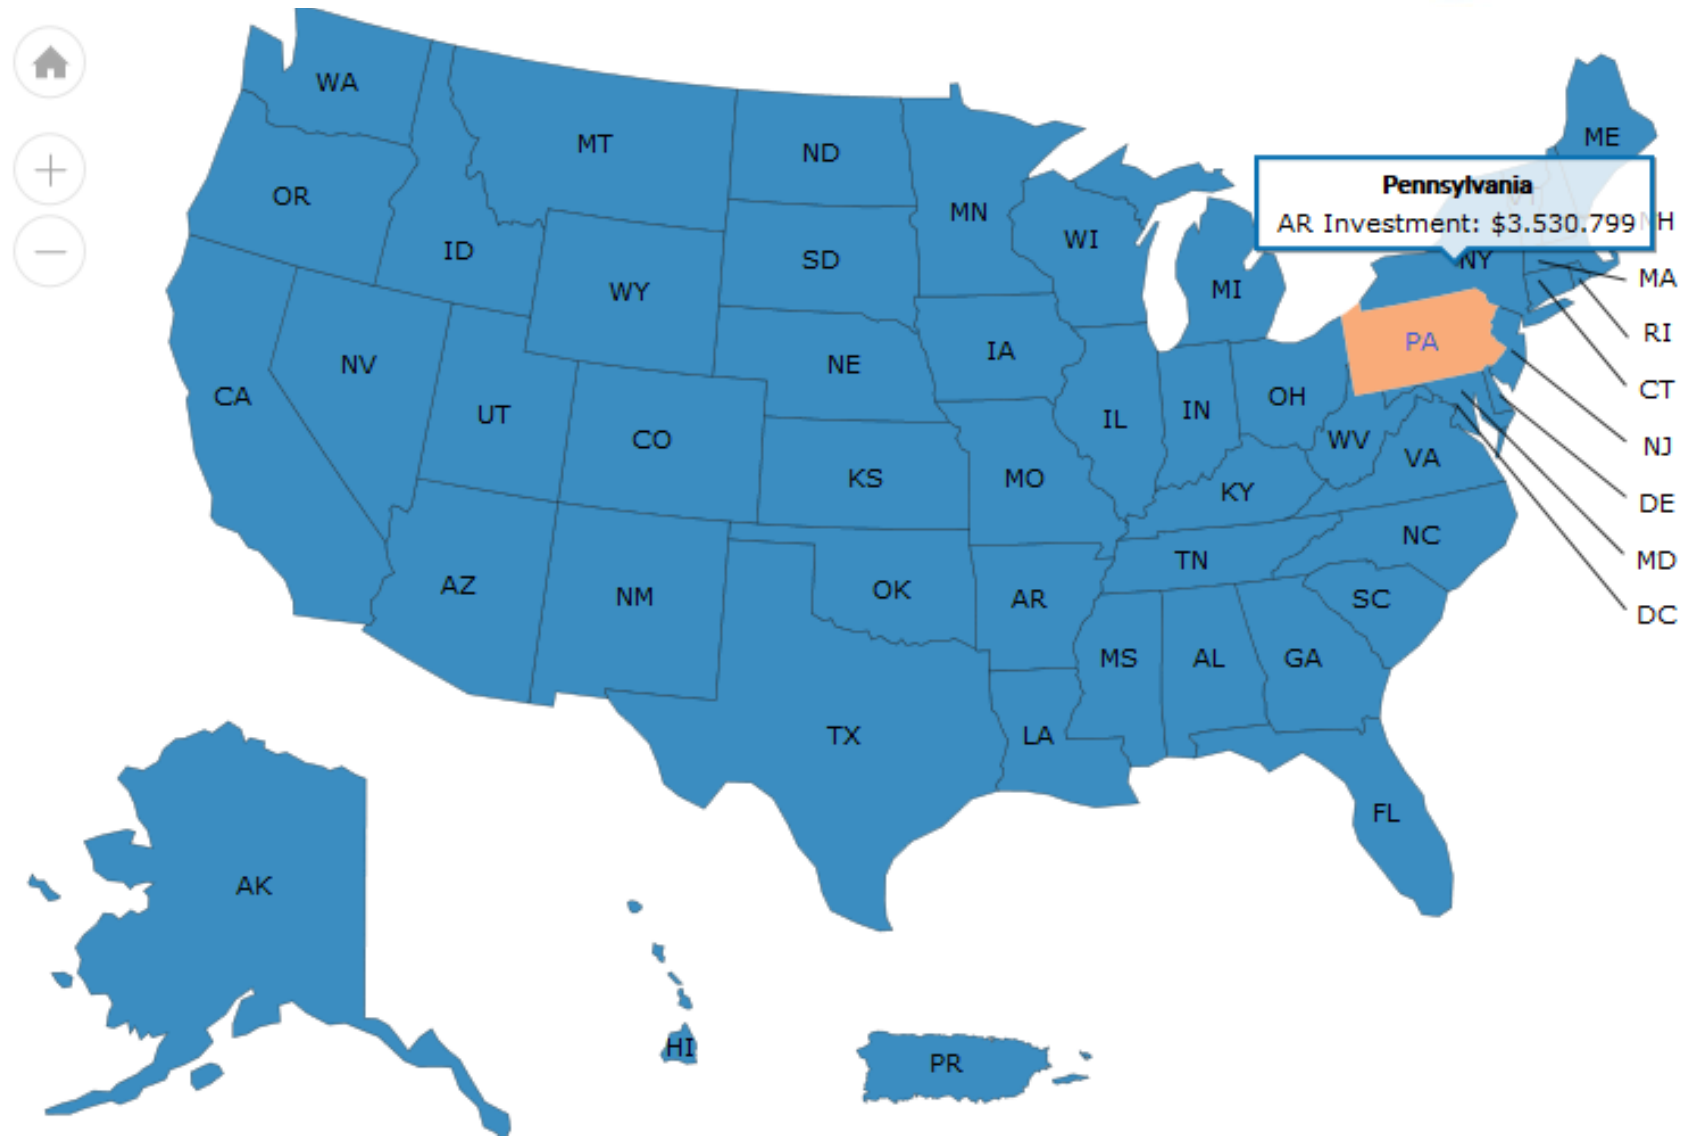 WA
MT
ND
MN
ME
OR
ID
WY
SD
WI
MI
Pennsylvania
AR Investment: $3.530.799
VT
NH
NY
MA
RI
CT
NJ
DE
MD
DC
PA
CA
NV
UT
CO
NE
IA
IL
IN
OH
WV
VA
KS
MO
KY
NC
TN
AZ
NM
OK
AR
SC
MS
AL
GA
TX
LA
FL
AK
HI
PR